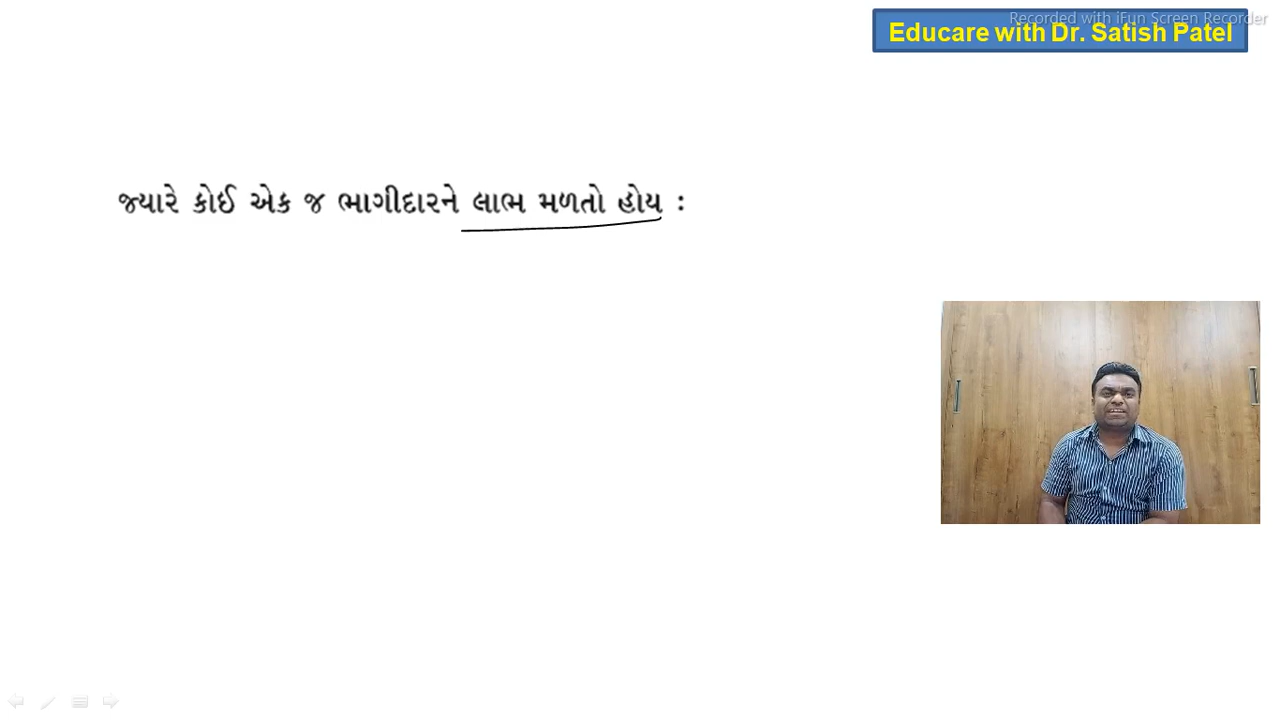 Recorded with iFun Screen Recorder
Educare with Dr. Satish Patel
જ્યારે કોઈ એક જ ભાગીદારને લાભ મળતો હોય :